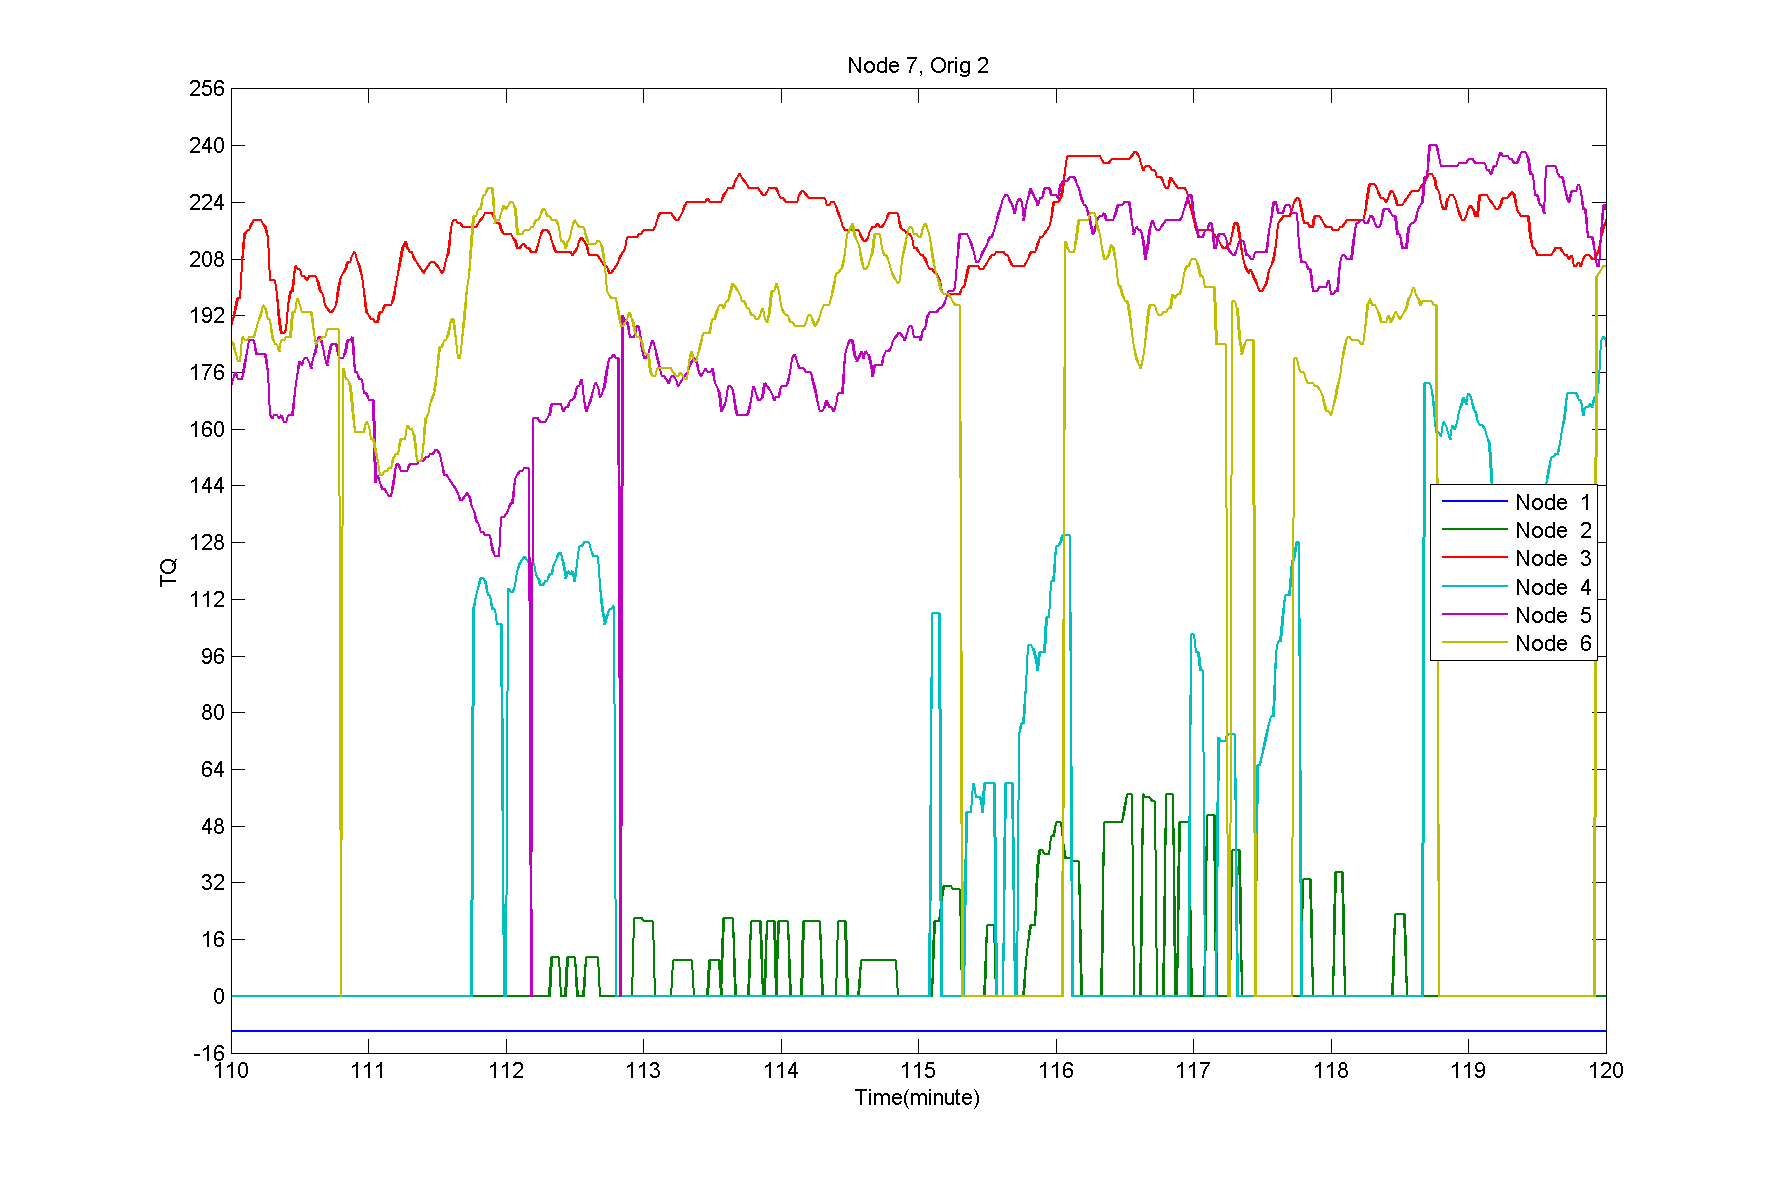 Node 7, Orig 2
256
240
224
208
192
176
160
144
128
112
96
80
64
48
32
16
0
-16
TQ
Node 1
Node 2
Node 3
Node 4
Node 5
Node 6
110 111 112 113 114 115 116 117 118 119 120
Time(minute)